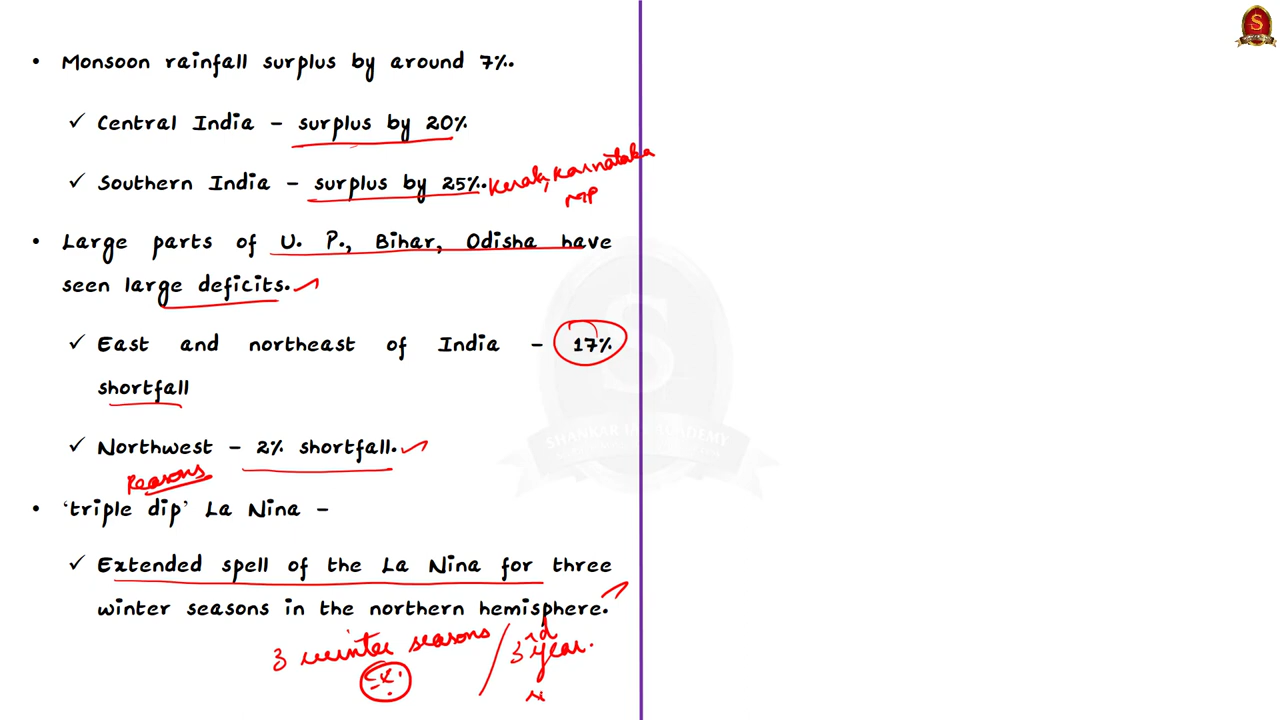 • Monsoon rainfall surplus by around 7%.
✓ Central India – surplus by 20%
✓ Southern India – surplus by 25%. Kerala, Karnataka
MP
• Large parts of U. P., Bihar, Odisha have
seen large deficits.
✓ East and northeast of India – 17%
shortfall
✓ Northwest – 2% shortfall.
Reasons
• ‘triple dip’ La Nina –
✓ Extended spell of the La Nina for three
winter seasons in the northern hemisphere.
3 winter seasons / 3rd year.
S
SHANKAR IAS ACADEMY